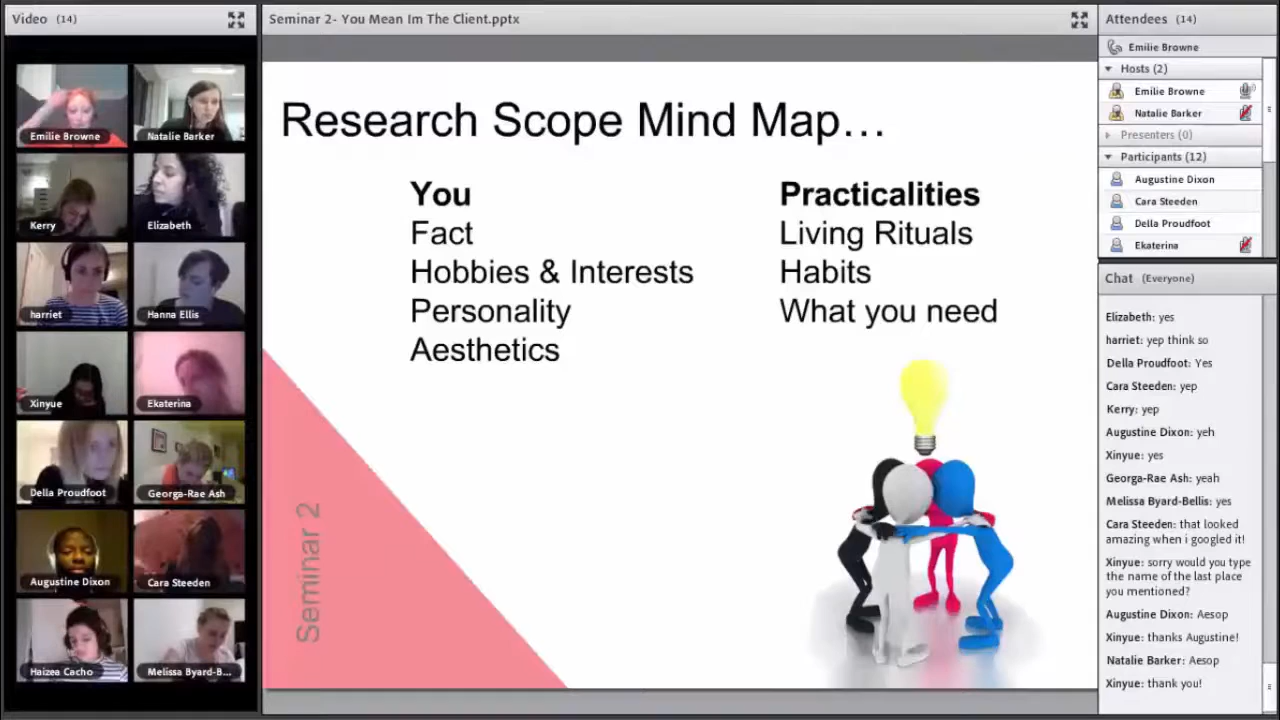 Video (14)
Emilie Browne
Natalie Barker
Kerry
Elizabeth
harriet
Hanna Ellis
Xinyue
Ekaterina
Della Proudfoot
Georga-Rae Ash
Augustine Dixon
Cara Steeden
Haizea Cacho
Melissa Byard-B...
Seminar 2- You Mean Im The Client.pptx
Research Scope Mind Map…
You
Fact
Hobbies & Interests
Personality
Aesthetics
Practicalities
Living Rituals
Habits
What you need
Seminar 2
Attendees (14)
Emilie Browne
Hosts (2)
Emilie Browne
Natalie Barker
Presenters (0)
Participants (12)
Augustine Dixon
Cara Steeden
Della Proudfoot
Ekaterina
Chat (Everyone)
Elizabeth: yes
harriet: yep think so
Della Proudfoot: Yes
Cara Steeden: yep
Kerry: yep
Augustine Dixon: yeh
Xinyue: yes
Georga-Rae Ash: yeah
Melissa Byard-Bellis: yes
Cara Steeden: that looked
amazing when i googled it!
Xinyue: sorry would you type
the name of the last place
you mentioned?
Augustine Dixon: Aesop
Xinyue: thanks Augustine!
Natalie Barker: Aesop
Xinyue: thank you!